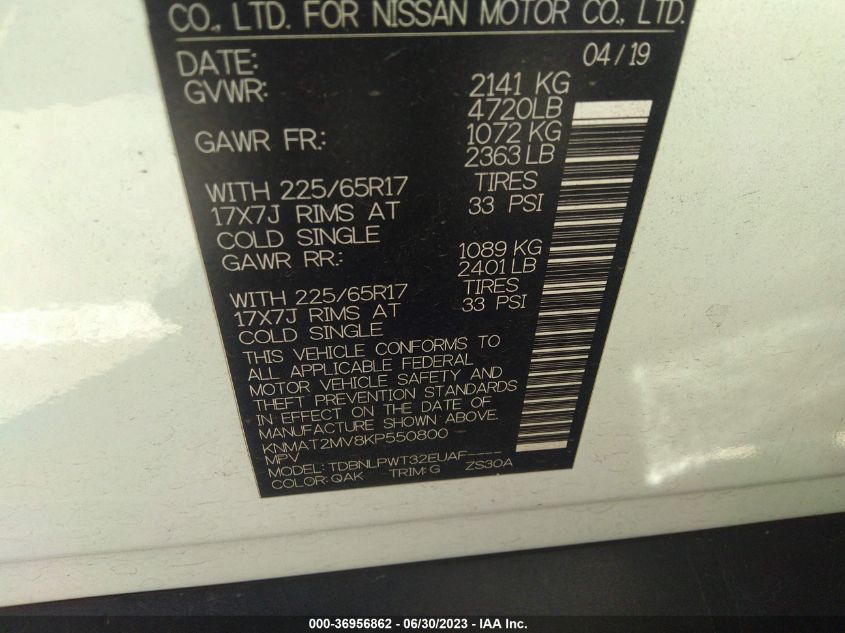 CO., LTD. FOR NISSAN MOTOR CO., LTD.
DATE: 04/19
GVWR: 2141 KG
4720LB
GAWR FR.: 1072 KG
2363 LB
WITH 225/65R17 TIRES
17X7J RIMS AT 33 PSI
COLD SINGLE
GAWR RR.: 1089 KG
2401 LB
WITH 225/65R17 TIRES
17X7J RIMS AT 33 PSI
COLD SINGLE
THIS VEHICLE CONFORMS TO
ALL APPLICABLE FEDERAL
MOTOR VEHICLE SAFETY AND
THEFT PREVENTION STANDARDS
IN EFFECT ON THE DATE OF
MANUFACTURE SHOWN ABOVE.
KNMAT2MV8KP550800
MPV
MODEL: TDBNLPWT32EUAF----
COLOR: QAK TRIM: G ZS30A
000-36956862 - 06/30/2023 - IAA Inc.